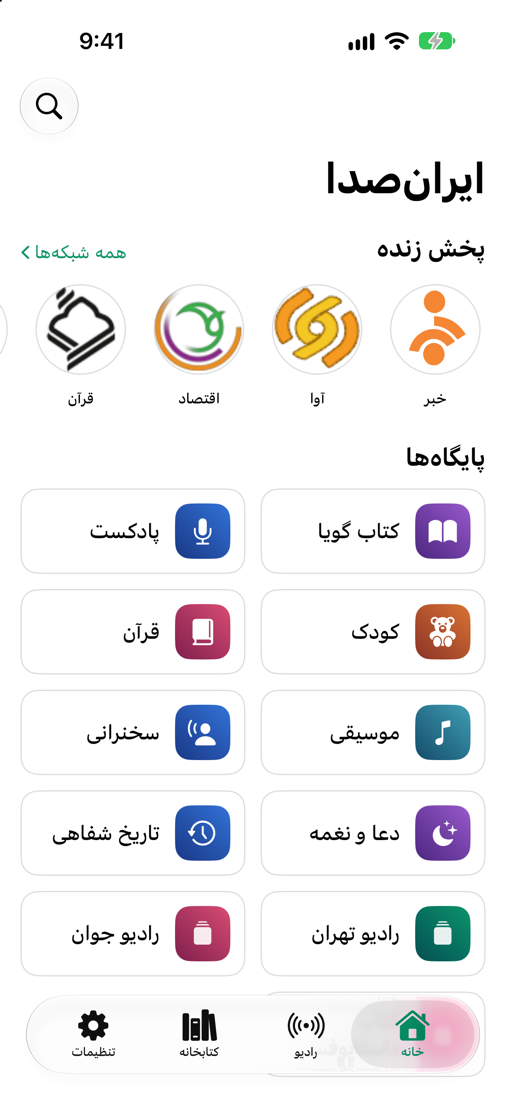 9:41
ایران‌صدا
پخش زنده
همه شبکه‌ها
خبر
آوا
اقتصاد
قرآن
پایگاه‌ها
کتاب گویا
پادکست
کودک
قرآن
موسیقی
سخنرانی
دعا و نغمه
تاریخ شفاهی
رادیو تهران
رادیو جوان
خانه
رادیو
کتابخانه
تنظیمات